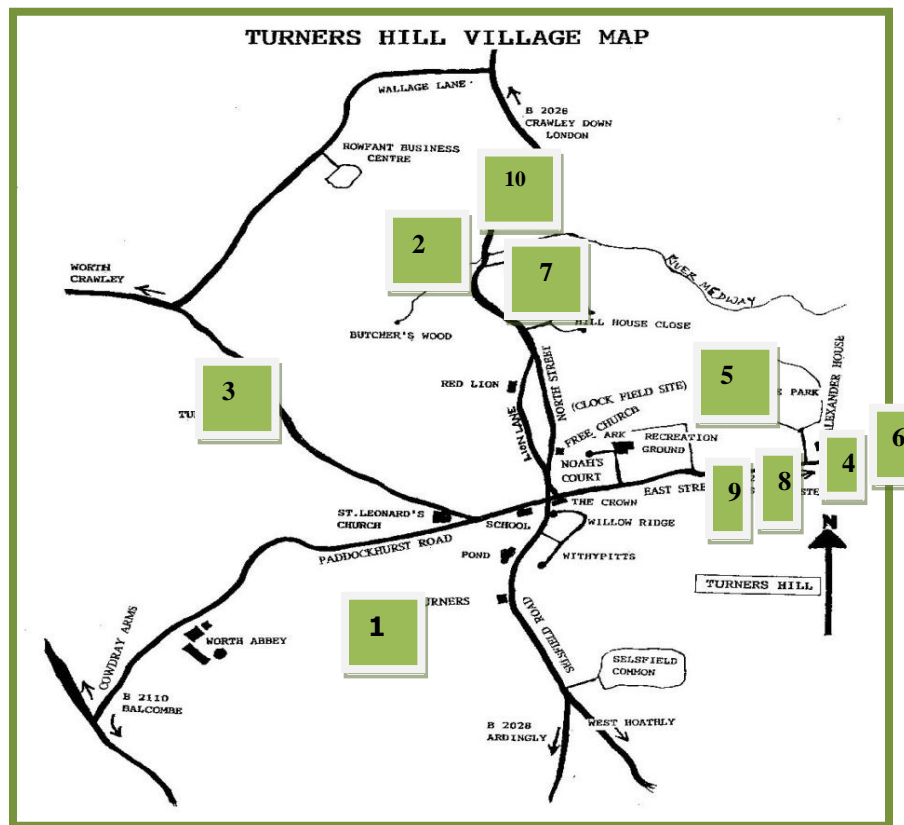 TURNERS HILL VILLAGE MAP
WALLAGE LANE
B 2028
CRAWLEY DOWN
LONDON
ROWFANT BUSINESS
CENTRE
10
2
7
WORTH
CRAWLEY
RIVER MEDWAY
BUTCHER'S WOOD
HILL HOUSE CLOSE
3
RED LION
NORTH STREET
(CLOCK FIELD SITE)
5
PARK
ALEXANDER HOUSE
LION LANE
FREE CHURCH
ARK
RECREATION
GROUND
NOAH'S
COURT
6
4
8
9
EAST
THE CROWN
ST.LEONARD'S
CHURCH
SCHOOL
WILLOW RIDGE
PADDOCKHURST ROAD
POND
WITHYPITTS
N
TURNERS HILL
1
TURNERS
SELSFIELD ROAD
COWDRAY ARMS
WORTH ABBEY
SELSFIELD
COMMON
B 2110
BALCOMBE
B 2028
ARDINGLY
WEST HOATHLY